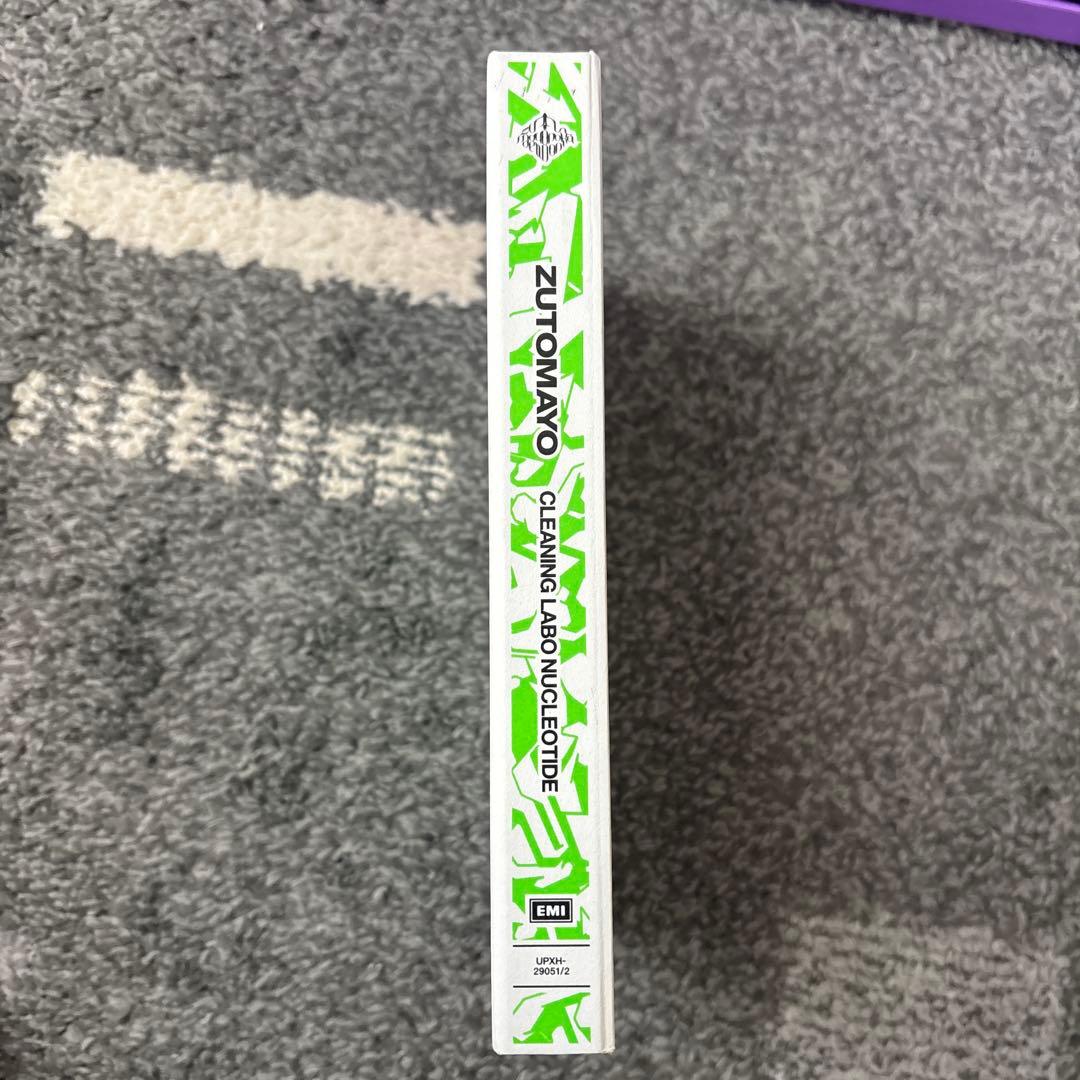 ZUTOMAYO
CLEANING LABO NUCLEOTIDE
EMI
UPXH-
29051/2